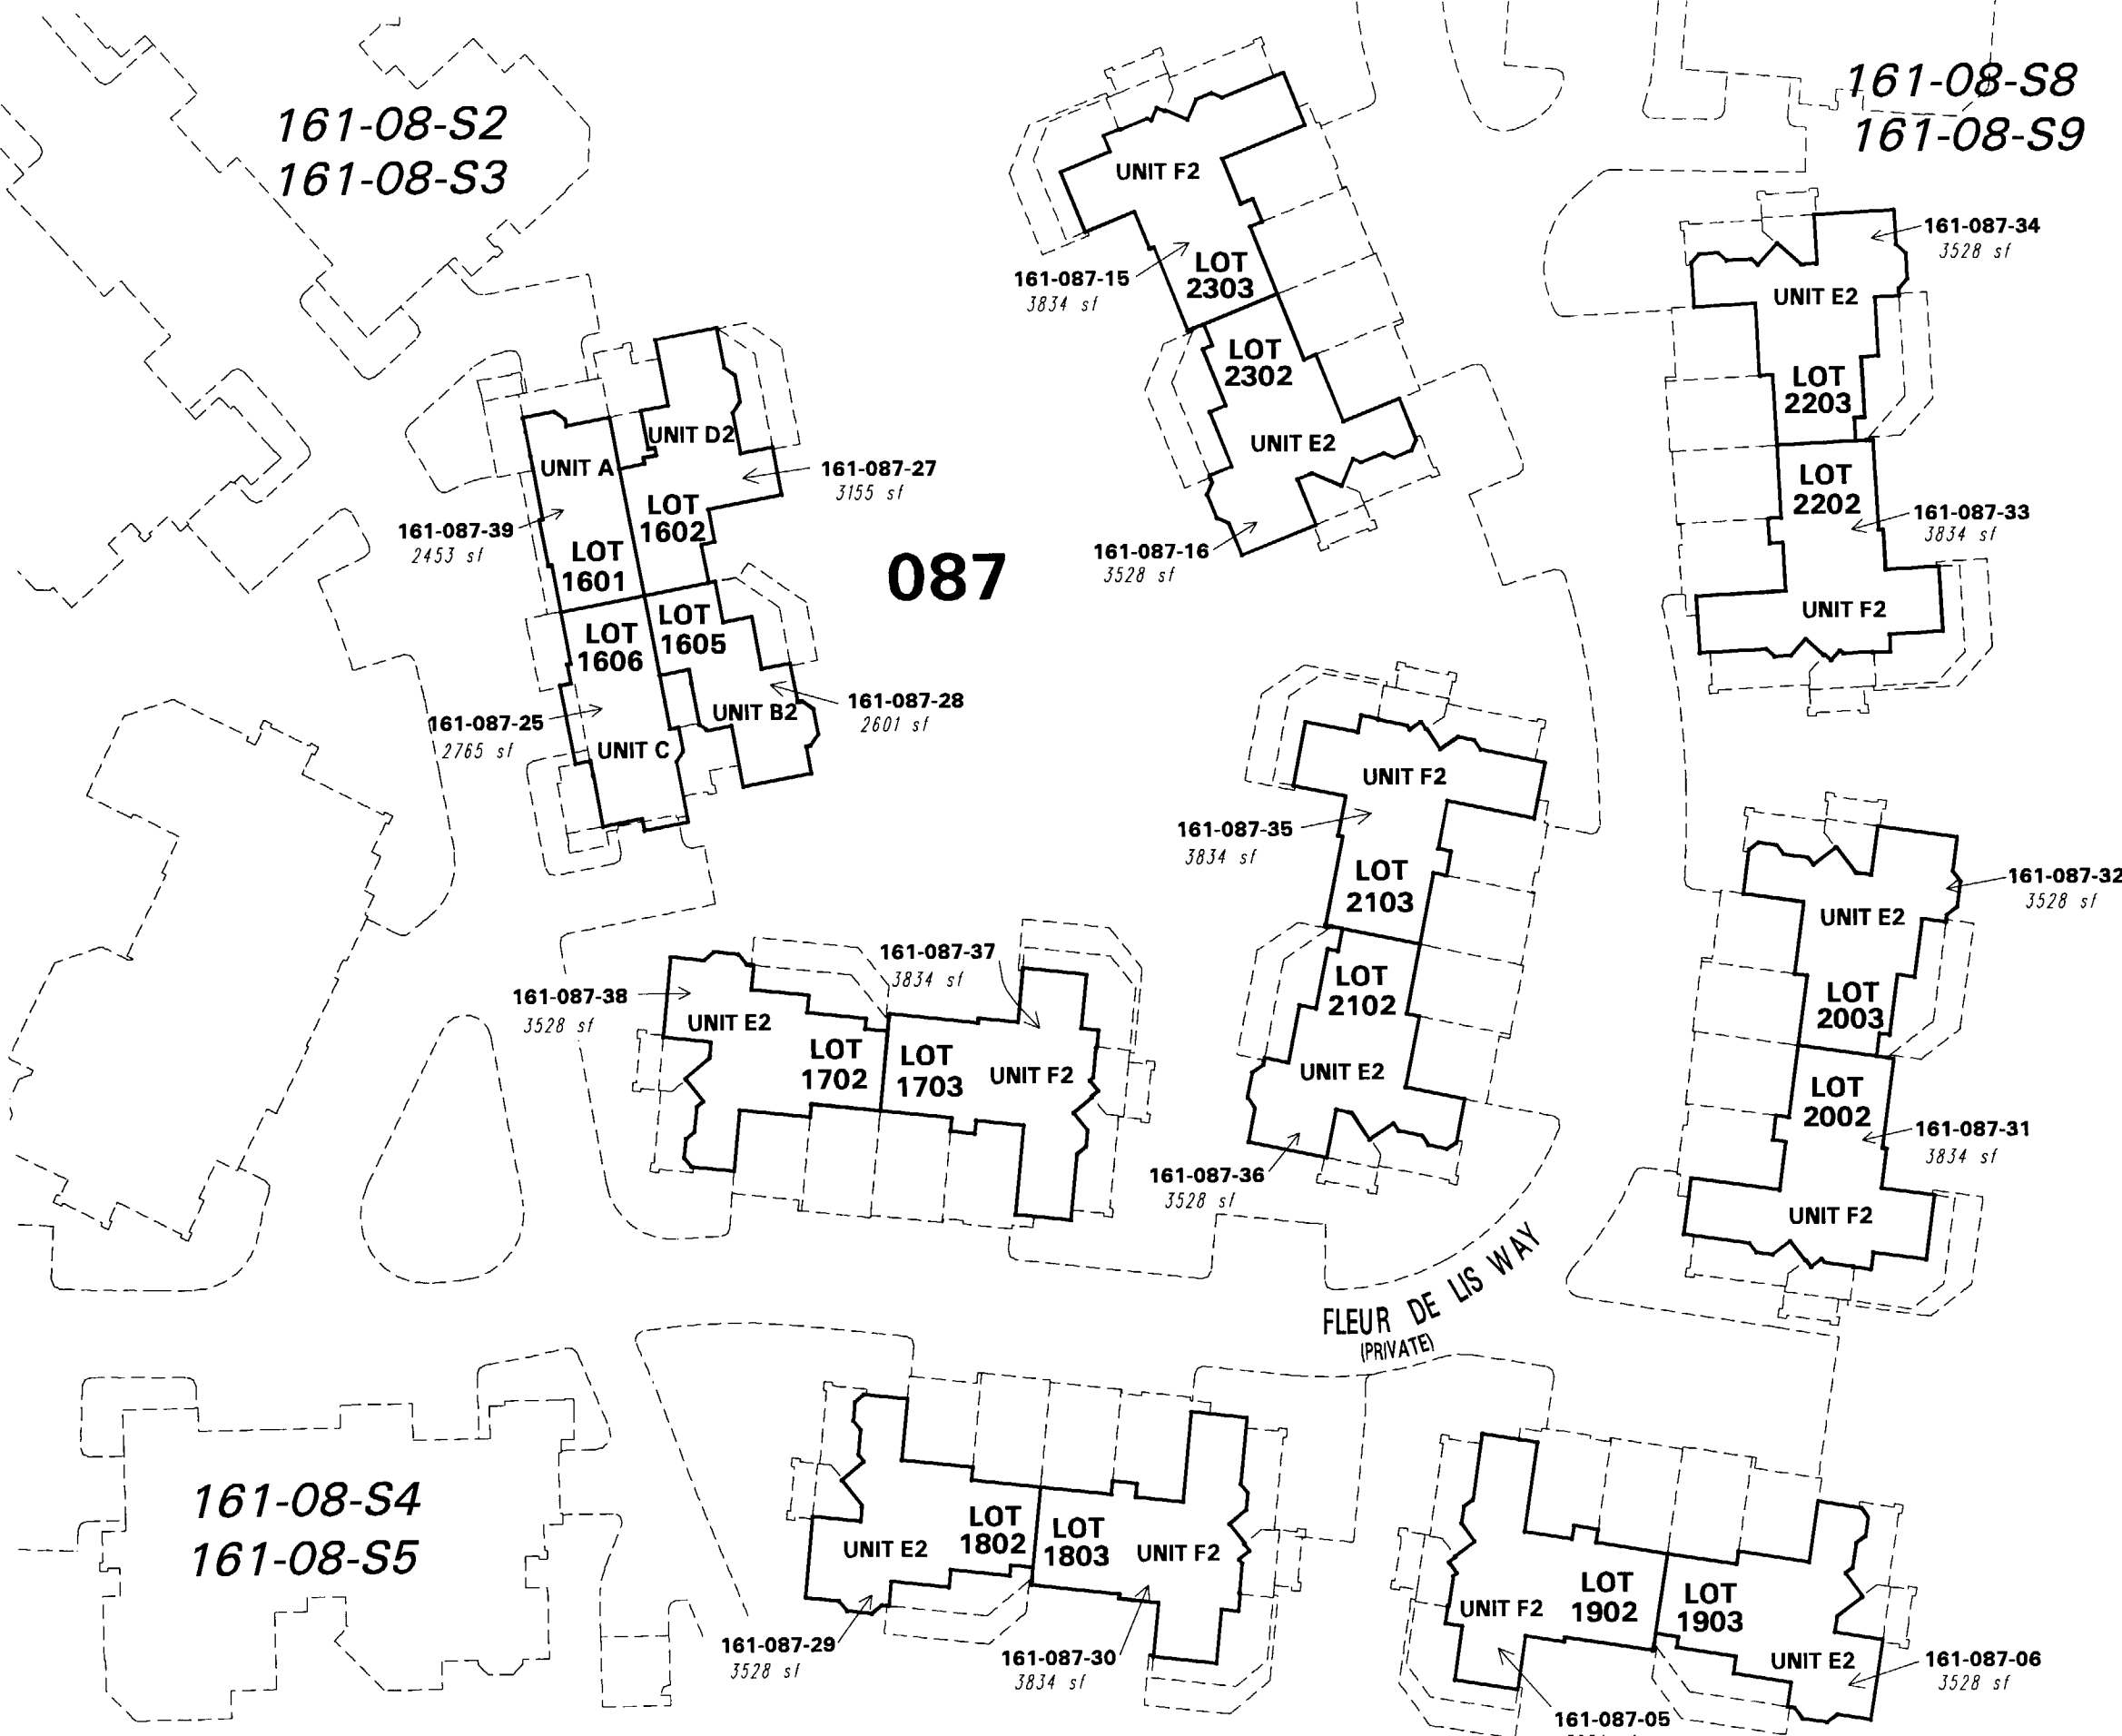 161-08-S2
161-08-S3
161-08-S8
161-08-S9
UNIT F2
161-087-15
3834 sf
LOT
2303
LOT
2302
UNIT E2
161-087-16
3528 sf
161-087-34
3528 sf
UNIT E2
LOT
2203
LOT
2202
161-087-33
3834 sf
UNIT F2
UNIT D2
UNIT A
161-087-27
3155 sf
LOT
1602
161-087-39
2453 sf
LOT
1601
087
LOT
1605
LOT
1606
161-087-28
2601 sf
UNIT B2
161-087-25
2765 sf
UNIT C
UNIT F2
161-087-35
3834 sf
LOT
2103
LOT
2102
UNIT E2
161-087-36
3528 sf
161-087-32
3528 sf
UNIT E2
LOT
2003
LOT
2002
161-087-31
3834 sf
UNIT F2
161-087-37
3834 sf
161-087-38
3528 sf
UNIT E2
LOT
1702
LOT
1703
UNIT F2
FLEUR DE LIS WAY
(PRIVATE)
161-08-S4
161-08-S5
LOT
1802
UNIT E2
LOT
1803
UNIT F2
161-087-29
3528 sf
161-087-30
3834 sf
LOT
1902
UNIT F2
LOT
1903
UNIT E2
161-087-06
3528 sf
161-087-05